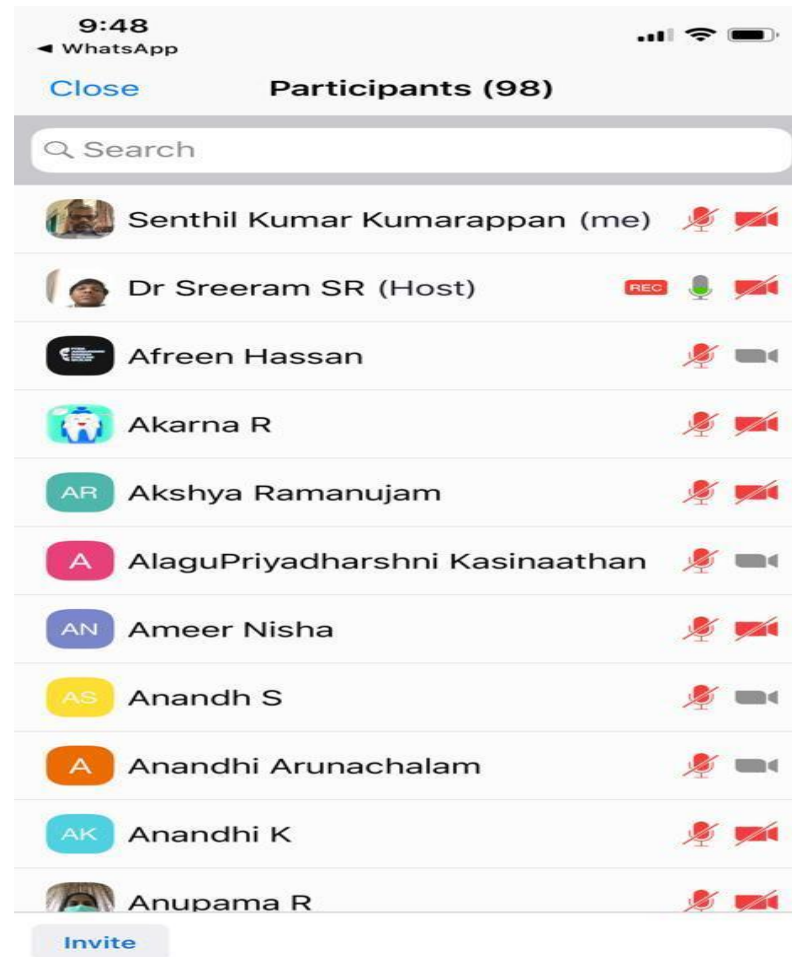 9:48
◀ WhatsApp
Close Participants (98)
Search
Senthil Kumar Kumarappan (me)
Dr Sreeram SR (Host) REC
Afreen Hassan
Akarna R
AR Akshya Ramanujam
A AlaguPriyadharshni Kasinaathan
AN Ameer Nisha
AS Anandh S
A Anandhi Arunachalam
AK Anandhi K
Anupama R
Invite